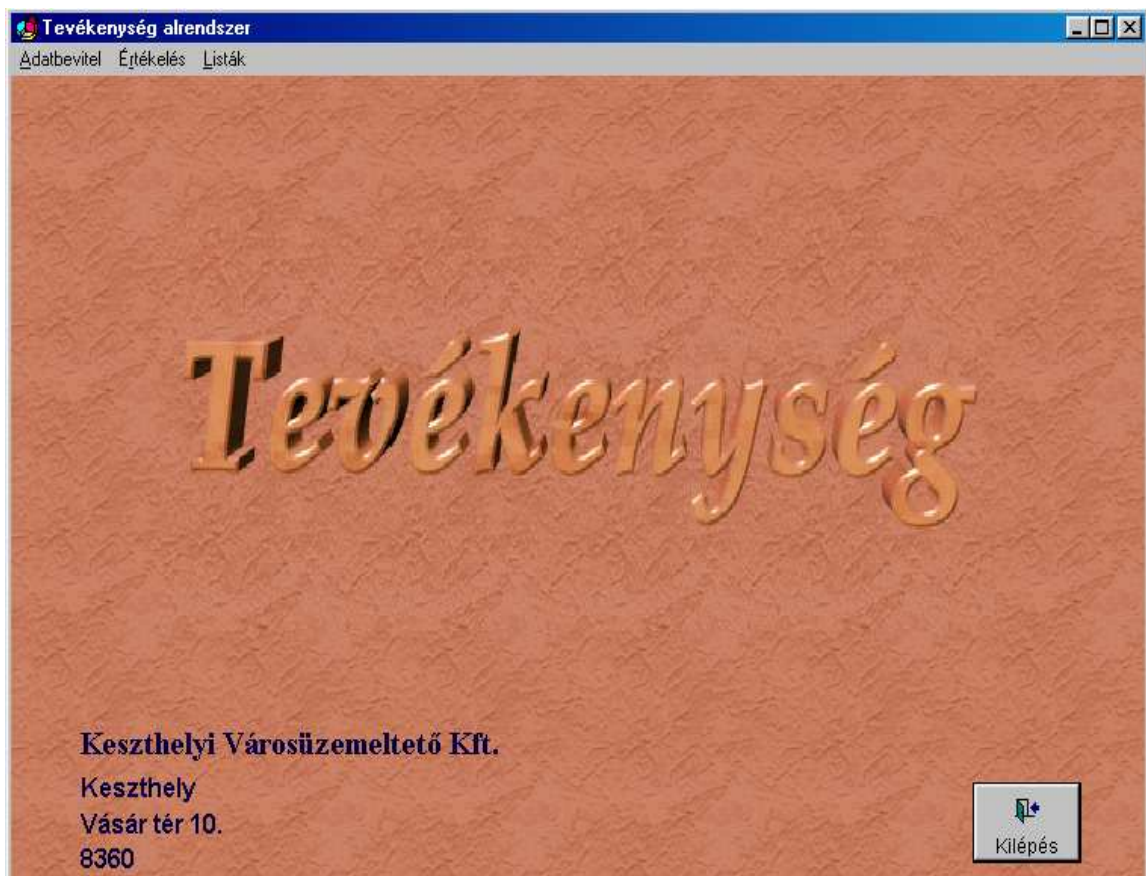 Tevékenység alrendszer
Adatbevitel Értékelés Listák
Tevékenység
Keszthelyi Városüzemeltető Kft.
Keszthely
Vásár tér 10.
8360
Kilépés